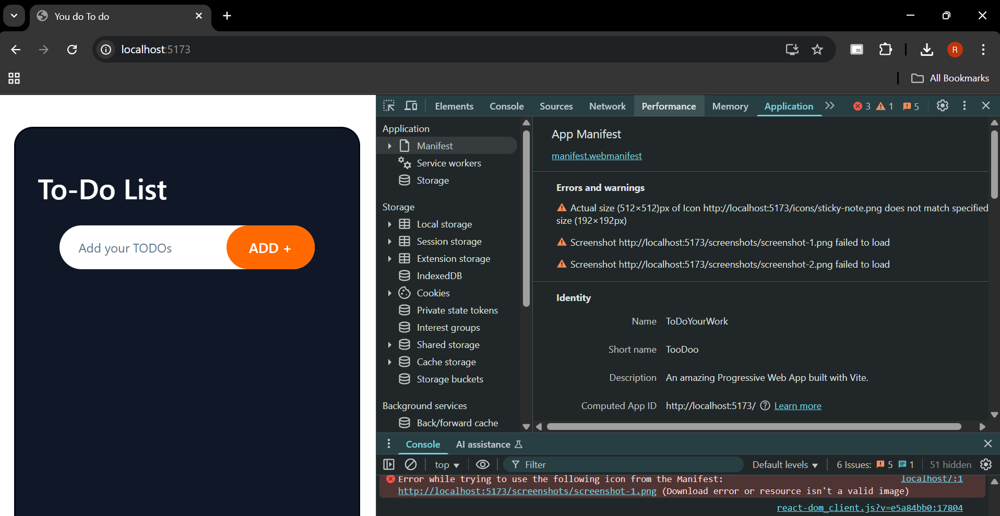 You do To do
localhost:5173
R
All Bookmarks
To-Do List
Add your TODOs
ADD +
Elements Console Sources Network Performance Memory Application 3 1 5
Application
Manifest
Service workers
Storage
Storage
Local storage
Session storage
Extension storage
IndexedDB
Cookies
Private state tokens
Interest groups
Shared storage
Cache storage
Storage buckets
Background services
Back/forward cache
App Manifest
manifest.webmanifest
Errors and warnings
Actual size (512×512)px of Icon http://localhost:5173/icons/sticky-note.png does not match specified
size (192×192px)
Screenshot http://localhost:5173/screenshots/screenshot-1.png failed to load
Screenshot http://localhost:5173/screenshots/screenshot-2.png failed to load
Identity
Name ToDoYourWork
Short name TooDoo
Description An amazing Progressive Web App built with Vite.
Computed App ID http://localhost:5173/ Learn more
Console AI assistance
top Filter Default levels 6 Issues: 5 1 51 hidden
Error while trying to use the following icon from the Manifest: localhost/:1
http://localhost:5173/screenshots/screenshot-1.png (Download error or resource isn't a valid image)
react-dom_client.js?v=e5a84bb0:17804